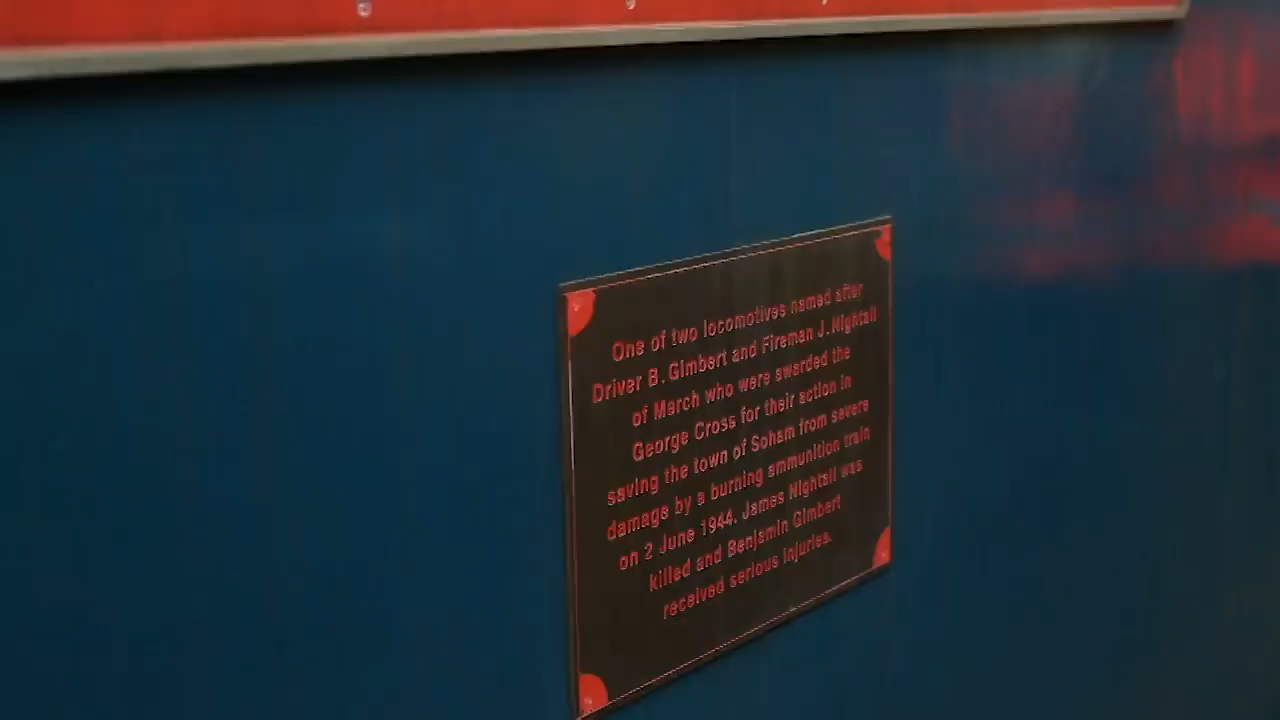 One of two locomotives named after
Driver B. Gimbert and Fireman J. Nightall
of March who were awarded the
George Cross for their action in
saving the town of Soham from severe
damage by a burning ammunition train
on 2 June 1944. James Nightall was
killed and Benjamin Gimbert
received serious injuries.